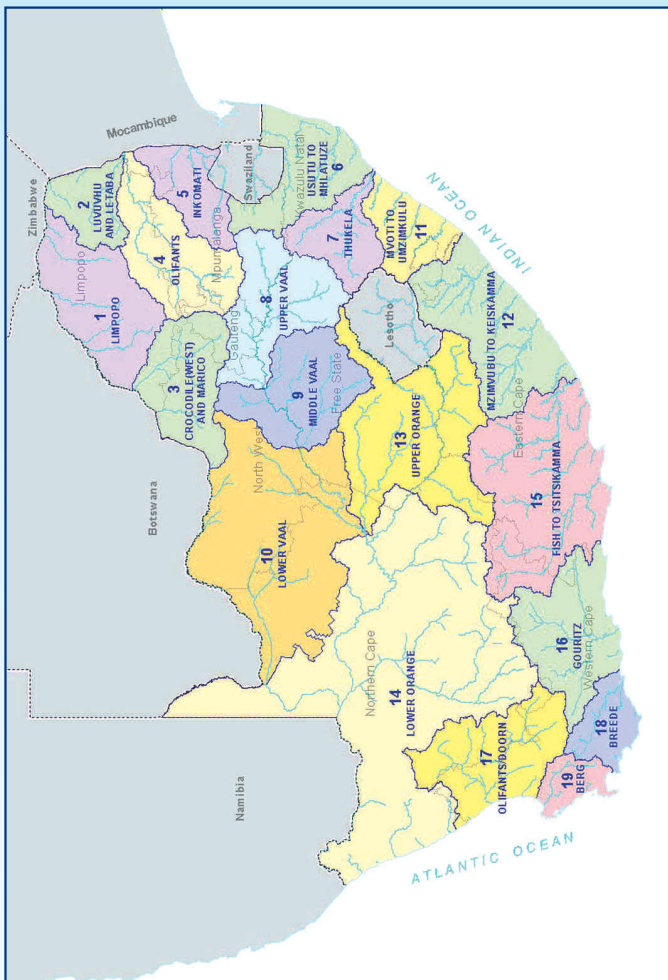 Zimbabwe
Mocambique
Botswana
Namibia
Swaziland
Lesotho
Limpopo
Mpumalanga
Gauteng
North West
Free State
wazulu Natal
Northern Cape
Eastern Cape
Western Cape
1
LIMPOPO
2
LUVUVHU
AND LETABA
3
CROCODILE(WEST)
AND MARICO
4
OLIFANTS
5
INKOMATI
6
USUTU TO
MHLATUZE
7
THUKELA
8
UPPER VAAL
9
MIDDLE VAAL
10
LOWER VAAL
11
MVOTI TO
UMZIMKULU
12
MZIMVUBU TO KEISKAMMA
13
UPPER ORANGE
14
LOWER ORANGE
15
FISH TO TSITSIKAMMA
16
GOURITZ
17
OLIFANTS/DOORN
18
BREEDE
19
BERG
INDIAN OCEAN
ATLANTIC OCEAN